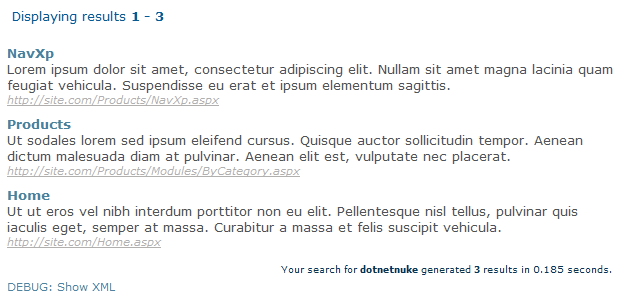 Displaying results 1 - 3
NavXp
Lorem ipsum dolor sit amet, consectetur adipiscing elit. Nullam sit amet magna lacinia quam
feugiat vehicula. Suspendisse eu erat et ipsum elementum sagittis.
http://site.com/Products/NavXp.aspx
Products
Ut sodales lorem sed ipsum eleifend cursus. Quisque auctor sollicitudin tempor. Aenean
dictum malesuada diam at pulvinar. Aenean elit est, vulputate nec placerat.
http://site.com/Products/Modules/ByCategory.aspx
Home
Ut ut eros vel nibh interdum porttitor non eu elit. Pellentesque nisl tellus, pulvinar quis
iaculis eget, semper at massa. Curabitur a massa et felis suscipit vehicula.
http://site.com/Home.aspx
Your search for dotnetnuke generated 3 results in 0.185 seconds.
DEBUG: Show XML